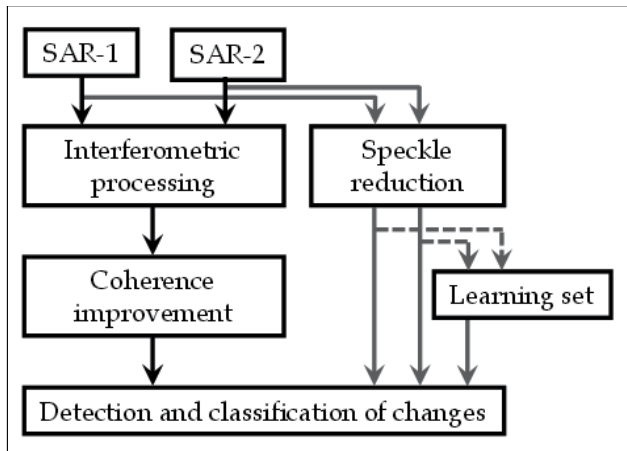 SAR-1
SAR-2
Interferometric
processing
Speckle
reduction
Coherence
improvement
Learning set
Detection and classification of changes